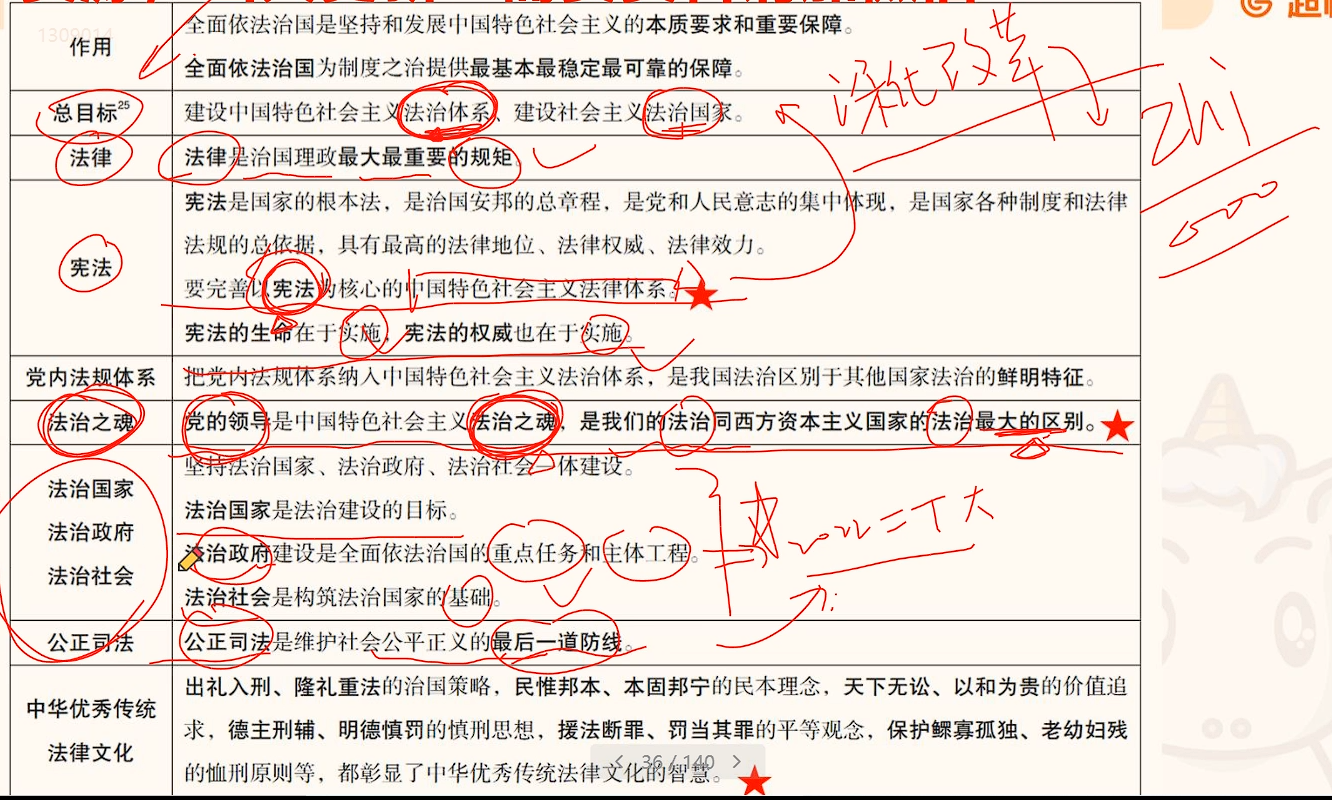 1309014
作用
全面依法治国是坚持和发展中国特色社会主义的本质要求和重要保障。
全面依法治国为制度之治提供最基本最稳定最可靠的保障。
总目标25
建设中国特色社会主义法治体系、建设社会主义法治国家。
法律
法律是治国理政最大最重要的规矩。
宪法
宪法是国家的根本法，是治国安邦的总章程，是党和人民意志的集中体现，是国家各种制度和法律
法规的总依据，具有最高的法律地位、法律权威、法律效力。
要完善以宪法为核心的中国特色社会主义法律体系。
宪法的生命在于实施，宪法的权威也在于实施。
党内法规体系
把党内法规体系纳入中国特色社会主义法治体系，是我国法治区别于其他国家法治的鲜明特征。
法治之魂
党的领导是中国特色社会主义法治之魂，是我们的法治同西方资本主义国家的法治最大的区别。
法治国家
法治政府
法治社会
坚持法治国家、法治政府、法治社会一体建设。
法治国家是法治建设的目标。
法治政府建设是全面依法治国的重点任务和主体工程。
法治社会是构筑法治国家的基础。
公正司法
公正司法是维护社会公平正义的最后一道防线。
中华优秀传统
法律文化
出礼入刑、隆礼重法的治国策略，民惟邦本、本固邦宁的民本理念，天下无讼、以和为贵的价值追
求，德主刑辅、明德慎罚的慎刑思想，援法断罪、罚当其罪的平等观念，保护鳏寡孤独、老幼妇残
的恤刑原则等，都彰显了中华优秀传统法律文化的智慧。
36 / 140
深化改革
zhi
2022二十大